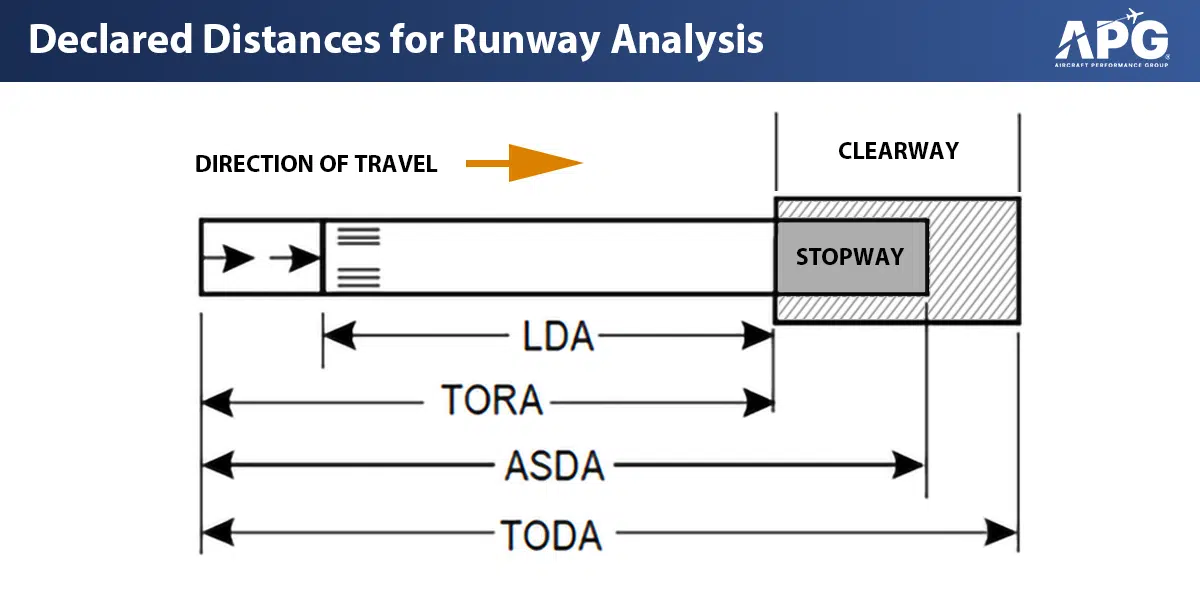 Declared Distances for Runway Analysis
APG
AIRCRAFT PERFORMANCE GROUP
DIRECTION OF TRAVEL
CLEARWAY
STOPWAY
LDA
TORA
ASDA
TODA